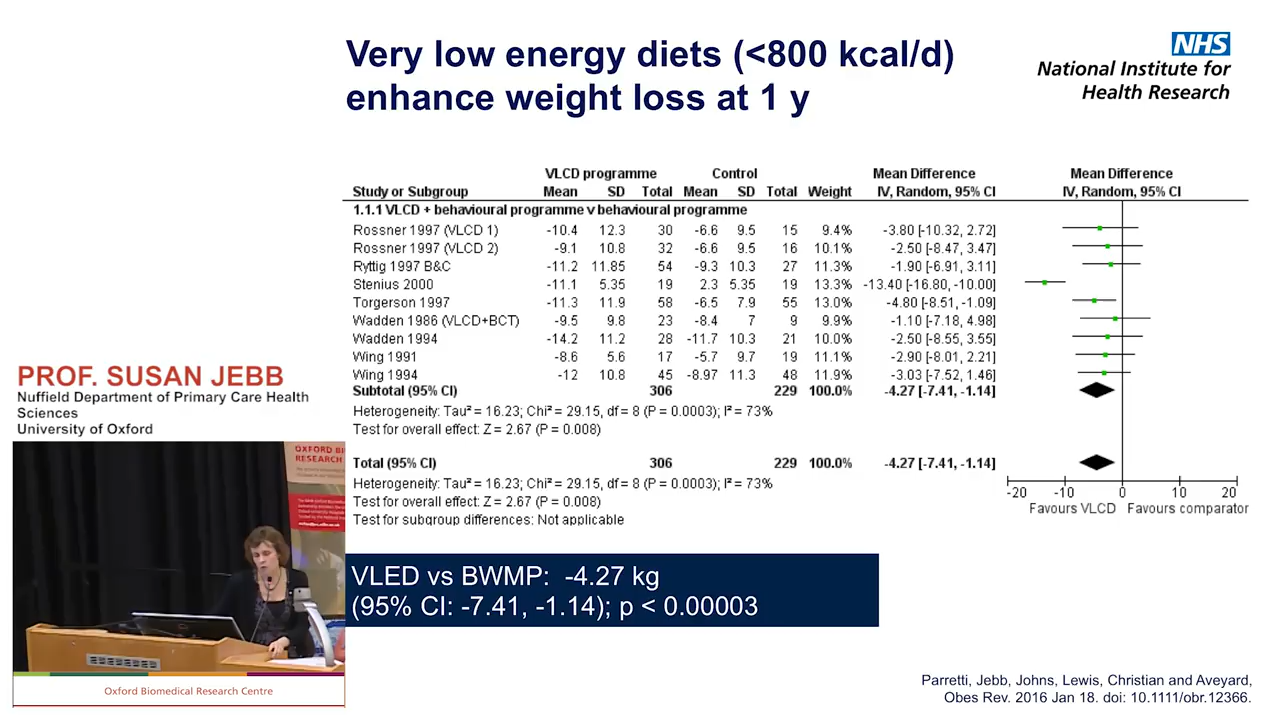 Very low energy diets (<800 kcal/d)
enhance weight loss at 1 y
NHS
National Institute for
Health Research
VLCD programme Control Mean Difference Mean Difference
Study or Subgroup Mean SD Total Mean SD Total Weight IV, Random, 95% CI IV, Random, 95% CI
1.1.1 VLCD + behavioural programme v behavioural programme
Rossner 1997 (VLCD 1) -10.4 12.3 30 -6.6 9.5 15 9.4% -3.80 [-10.32, 2.72]
Rossner 1997 (VLCD 2) -9.1 10.8 32 -6.6 9.5 16 10.1% -2.50 [-8.47, 3.47]
Ryttig 1997 B&C -11.2 11.85 54 -9.3 10.3 27 11.3% -1.90 [-6.91, 3.11]
Stenius 2000 -11.1 5.35 19 2.3 5.35 19 13.3% -13.40 [-16.80, -10.00]
Torgerson 1997 -11.3 11.9 58 -6.5 7.9 55 13.0% -4.80 [-8.51, -1.09]
Wadden 1986 (VLCD+BCT) -9.5 9.8 23 -8.4 7 9 9.9% -1.10 [-7.18, 4.98]
Wadden 1994 -14.2 11.2 28 -11.7 10.3 21 10.0% -2.50 [-8.55, 3.55]
Wing 1991 -8.6 5.6 17 -5.7 9.7 19 11.1% -2.90 [-8.01, 2.21]
Wing 1994 -12 10.8 45 -8.97 11.3 48 11.9% -3.03 [-7.52, 1.46]
Subtotal (95% CI) 306 229 100.0% -4.27 [-7.41, -1.14]
Heterogeneity: Tau² = 16.23; Chi² = 29.15, df = 8 (P = 0.0003); I² = 73%
Test for overall effect: Z = 2.67 (P = 0.008)
Total (95% CI) 306 229 100.0% -4.27 [-7.41, -1.14]
Heterogeneity: Tau² = 16.23; Chi² = 29.15, df = 8 (P = 0.0003); I² = 73%
Test for overall effect: Z = 2.67 (P = 0.008)
Test for subgroup differences: Not applicable
-20 -10 0 10 20
Favours VLCD Favours comparator
PROF. SUSAN JEBB
Nuffield Department of Primary Care Health
Sciences
University of Oxford
OXFORD BI
RESEARCH
Oxford Biomedical Research Centre
VLED vs BWMP: -4.27 kg
(95% CI: -7.41, -1.14); p < 0.00003
Parretti, Jebb, Johns, Lewis, Christian and Aveyard,
Obes Rev. 2016 Jan 18. doi: 10.1111/obr.12366.